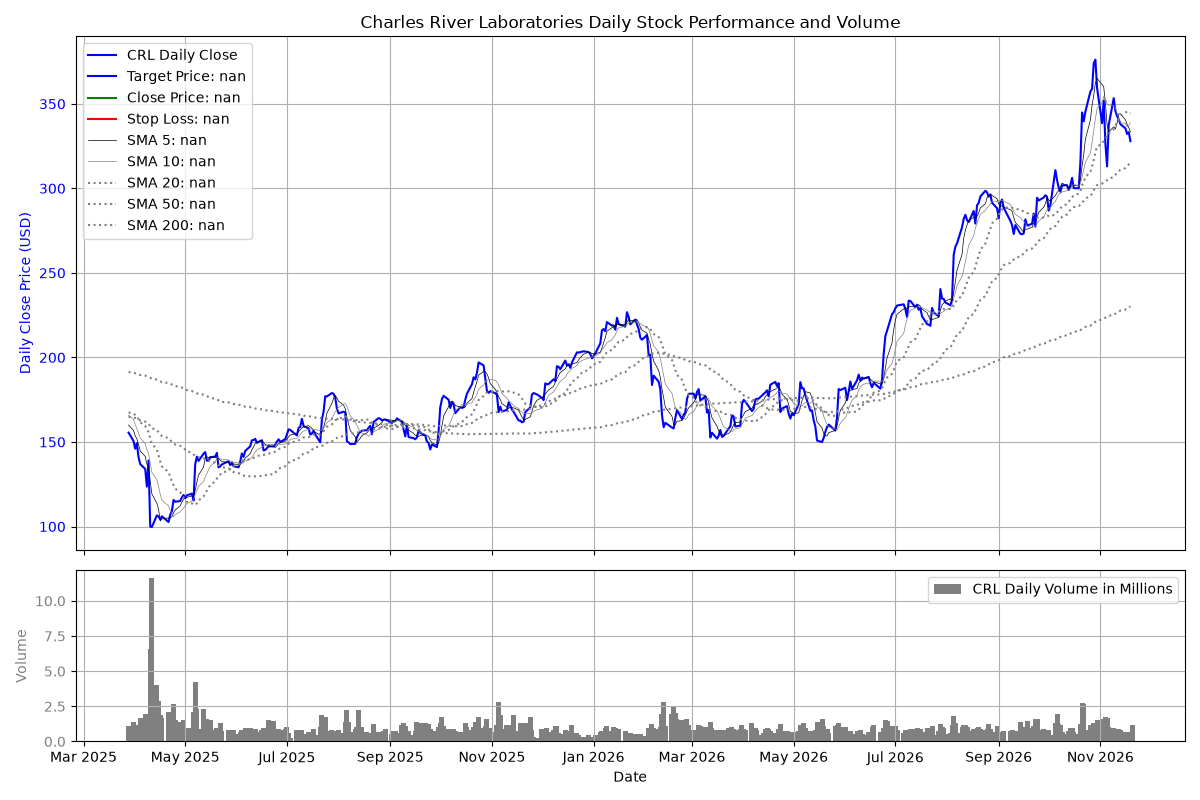 Charles River Laboratories Daily Stock Performance and Volume
CRL Daily Close
Target Price: nan
Close Price: nan
Stop Loss: nan
SMA 5: nan
SMA 10: nan
SMA 20: nan
SMA 50: nan
SMA 200: nan
Daily Close Price (USD)
350
300
250
200
150
100
CRL Daily Volume in Millions
Volume
10.0
7.5
5.0
2.5
0.0
Mar 2025 May 2025 Jul 2025 Sep 2025 Nov 2025 Jan 2026 Mar 2026 May 2026 Jul 2026 Sep 2026 Nov 2026
Date